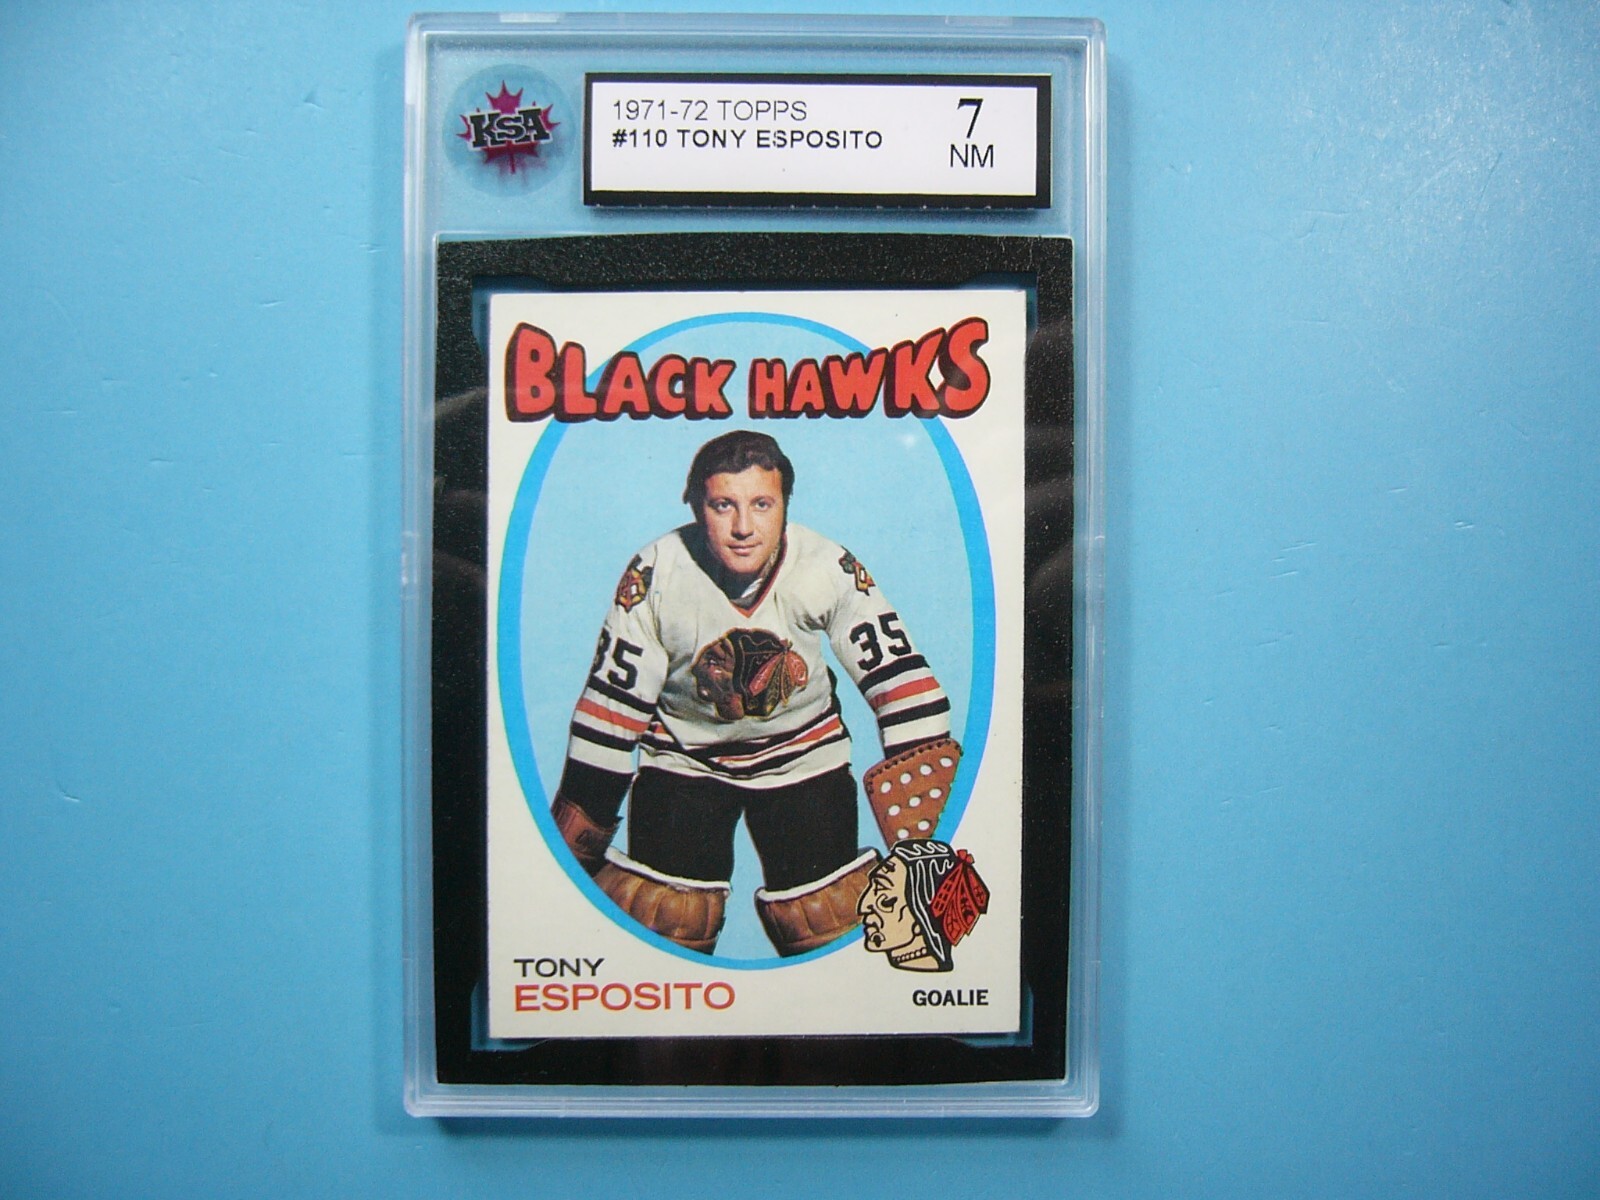 KSA
1971-72 TOPPS
#110 TONY ESPOSITO
7
NM
BLACK HAWKS
35
35
TONY
ESPOSITO
GOALIE